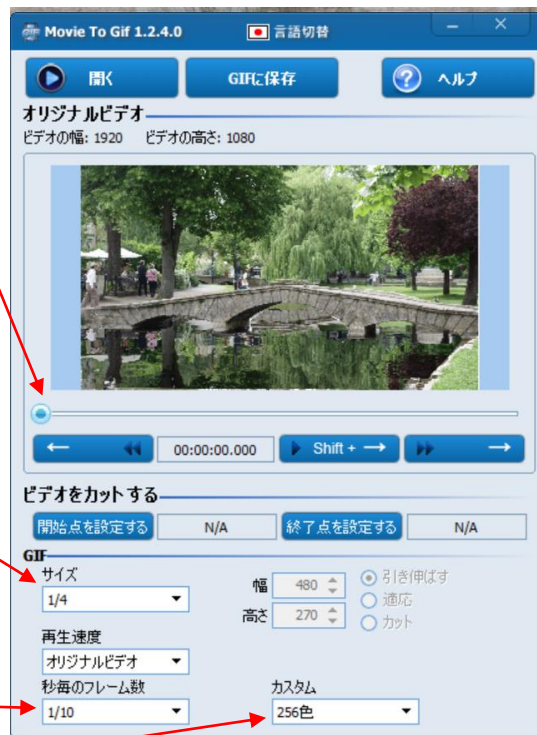 Movie To Gif 1.2.4.0 言語切替
開く GIFに保存 ヘルプ
オリジナルビデオ
ビデオの幅: 1920 ビデオの高さ: 1080
← 00:00:00.000 Shift + → →
ビデオをカットする
開始点を設定する N/A 終了点を設定する N/A
GIF
サイズ
1/4
幅 480
高さ 270
引き伸ばす
適応
カット
再生速度
オリジナルビデオ
秒毎のフレーム数 カスタム
1/10 256色